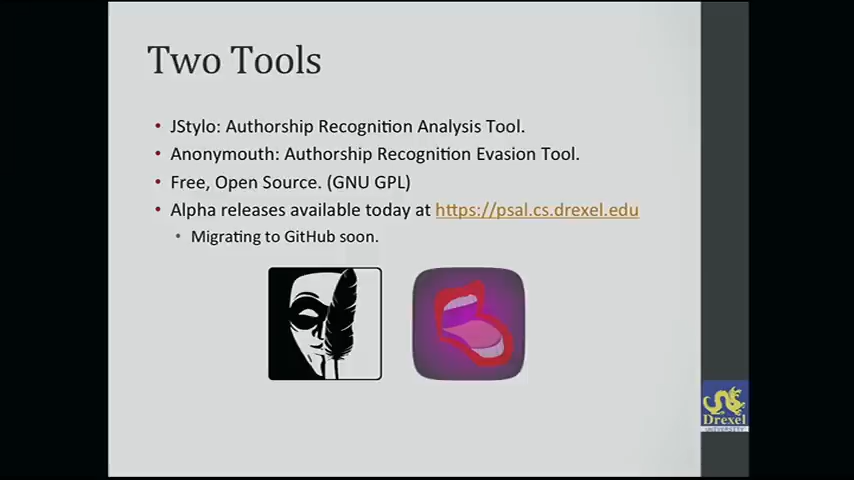 Two Tools
• JStylo: Authorship Recognition Analysis Tool.
• Anonymouth: Authorship Recognition Evasion Tool.
• Free, Open Source. (GNU GPL)
• Alpha releases available today at https://psal.cs.drexel.edu
• Migrating to GitHub soon.
Drexel
UNIVERSITY